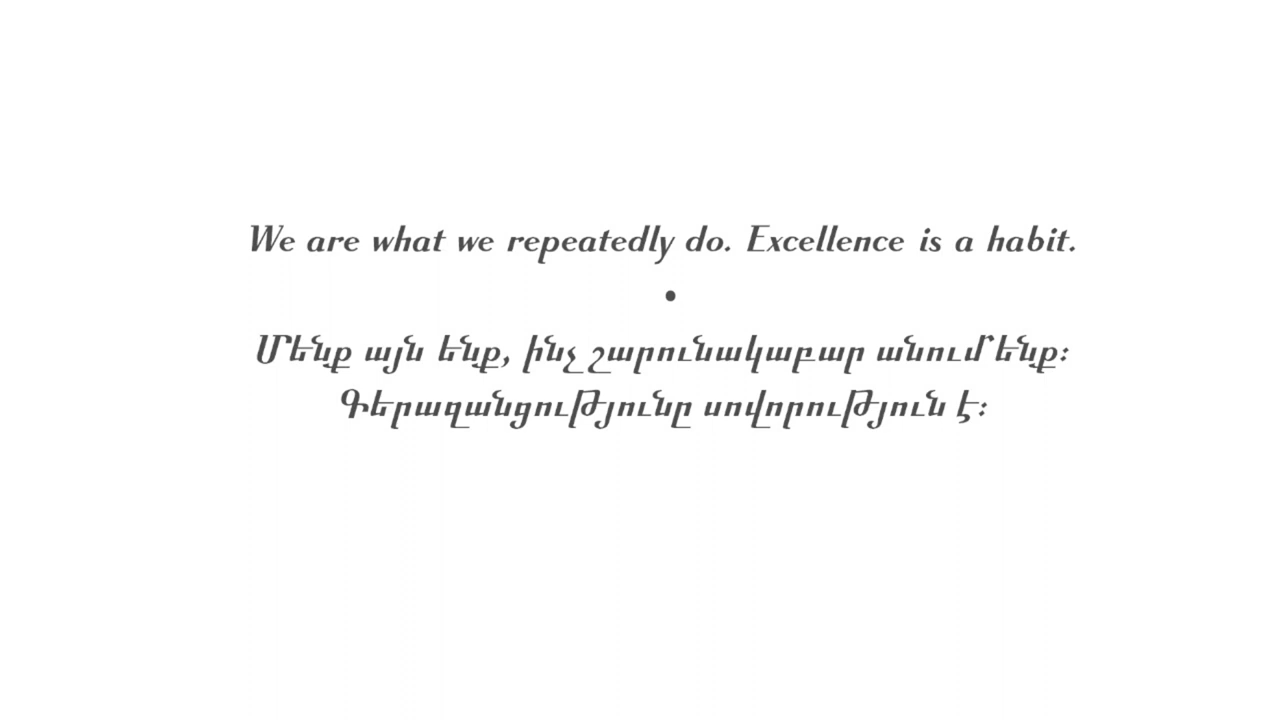 We are what we repeatedly do. Excellence is a habit.
•
Մենք այն ենք, ինչ շարունակաբար անում ենք:
Գերազանցությունը սովորություն է: